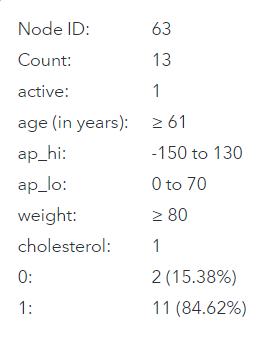 Node ID: 63
Count: 13
active: 1
age (in years): ≥ 61
ap_hi: -150 to 130
ap_lo: 0 to 70
weight: ≥ 80
cholesterol: 1
0: 2 (15.38%)
1: 11 (84.62%)